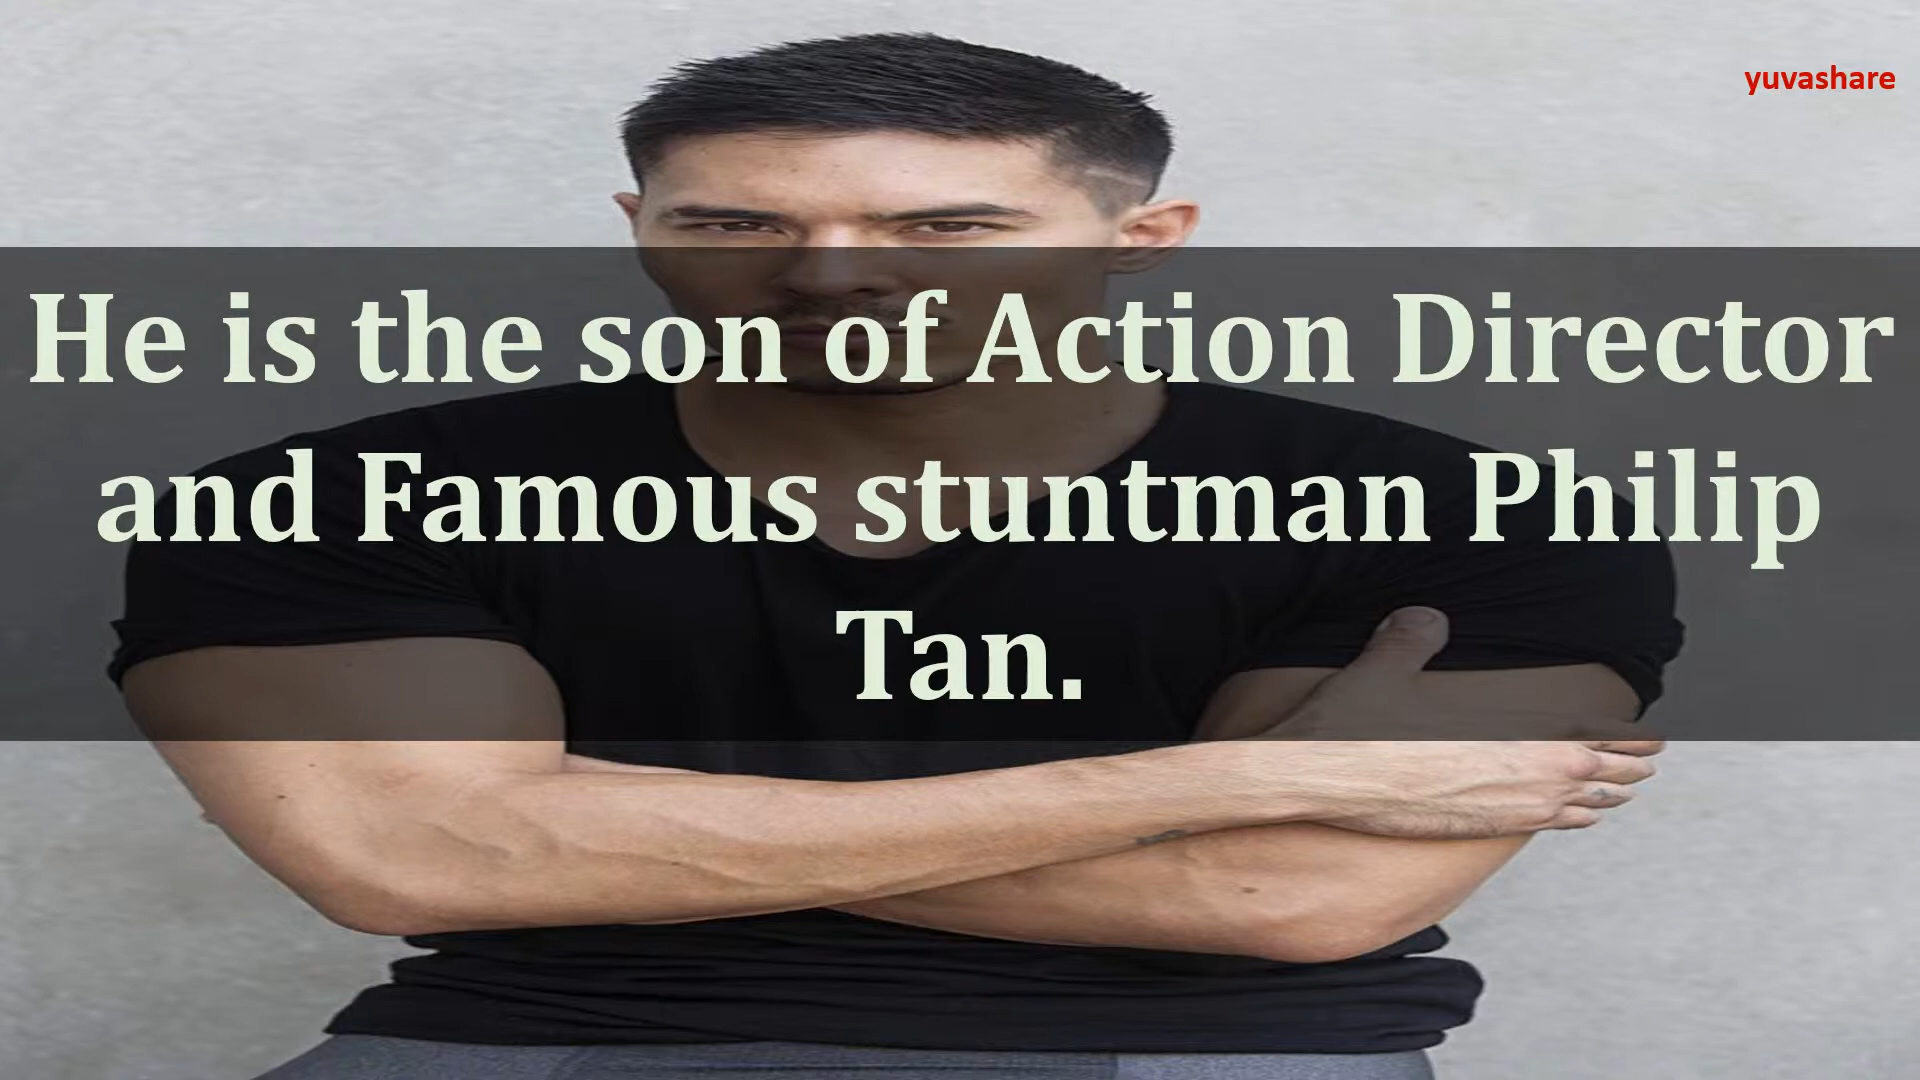 yuvashare
He is the son of Action Director
and Famous stuntman Philip
Tan.